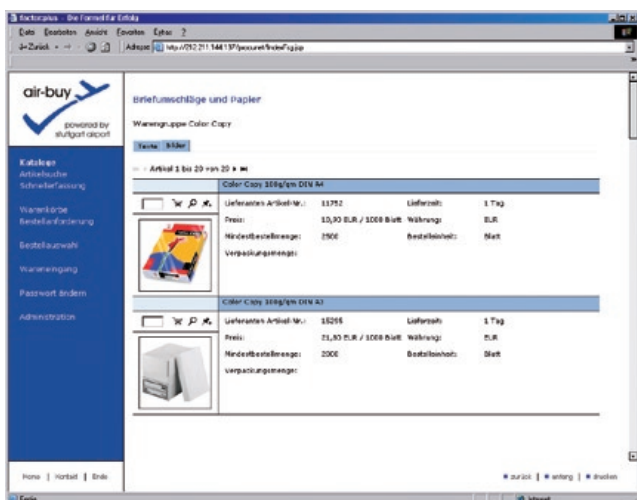 factorplus - Die Formel für Erfolg
Datei Bearbeiten Ansicht Favoriten Extras ?
Zurück
Adresse
air-buy
powered by
stuttgart airport
Kataloge
Artikelsuche
Schnellerfassung
Warenkörbe
Bestellanforderung
Bestellauswahl
Wareneingang
Passwort ändern
Administration
Briefumschläge und Papier
Warengruppe Color Copy
Texte Bilder
Artikel 1 bis 20 von 20
Color Copy 100g/qm DIN A4
Lieferanten Artikel-Nr.: 11752 Lieferzeit: 1 Tag
Preis: EUR / 1000 Blatt Währung: EUR
Mindestbestellmenge: 2500 Bestelleinheit: Blatt
Verpackungsmenge:
Color Copy 100g/qm DIN A3
Lieferanten Artikel-Nr.: 15295 Lieferzeit: 1 Tag
Preis: EUR / 1000 Blatt Währung: EUR
Mindestbestellmenge: 2000 Bestelleinheit: Blatt
Verpackungsmenge:
Home | Kontakt | Ende
zurück | anfang | drucken
Fertig Internet